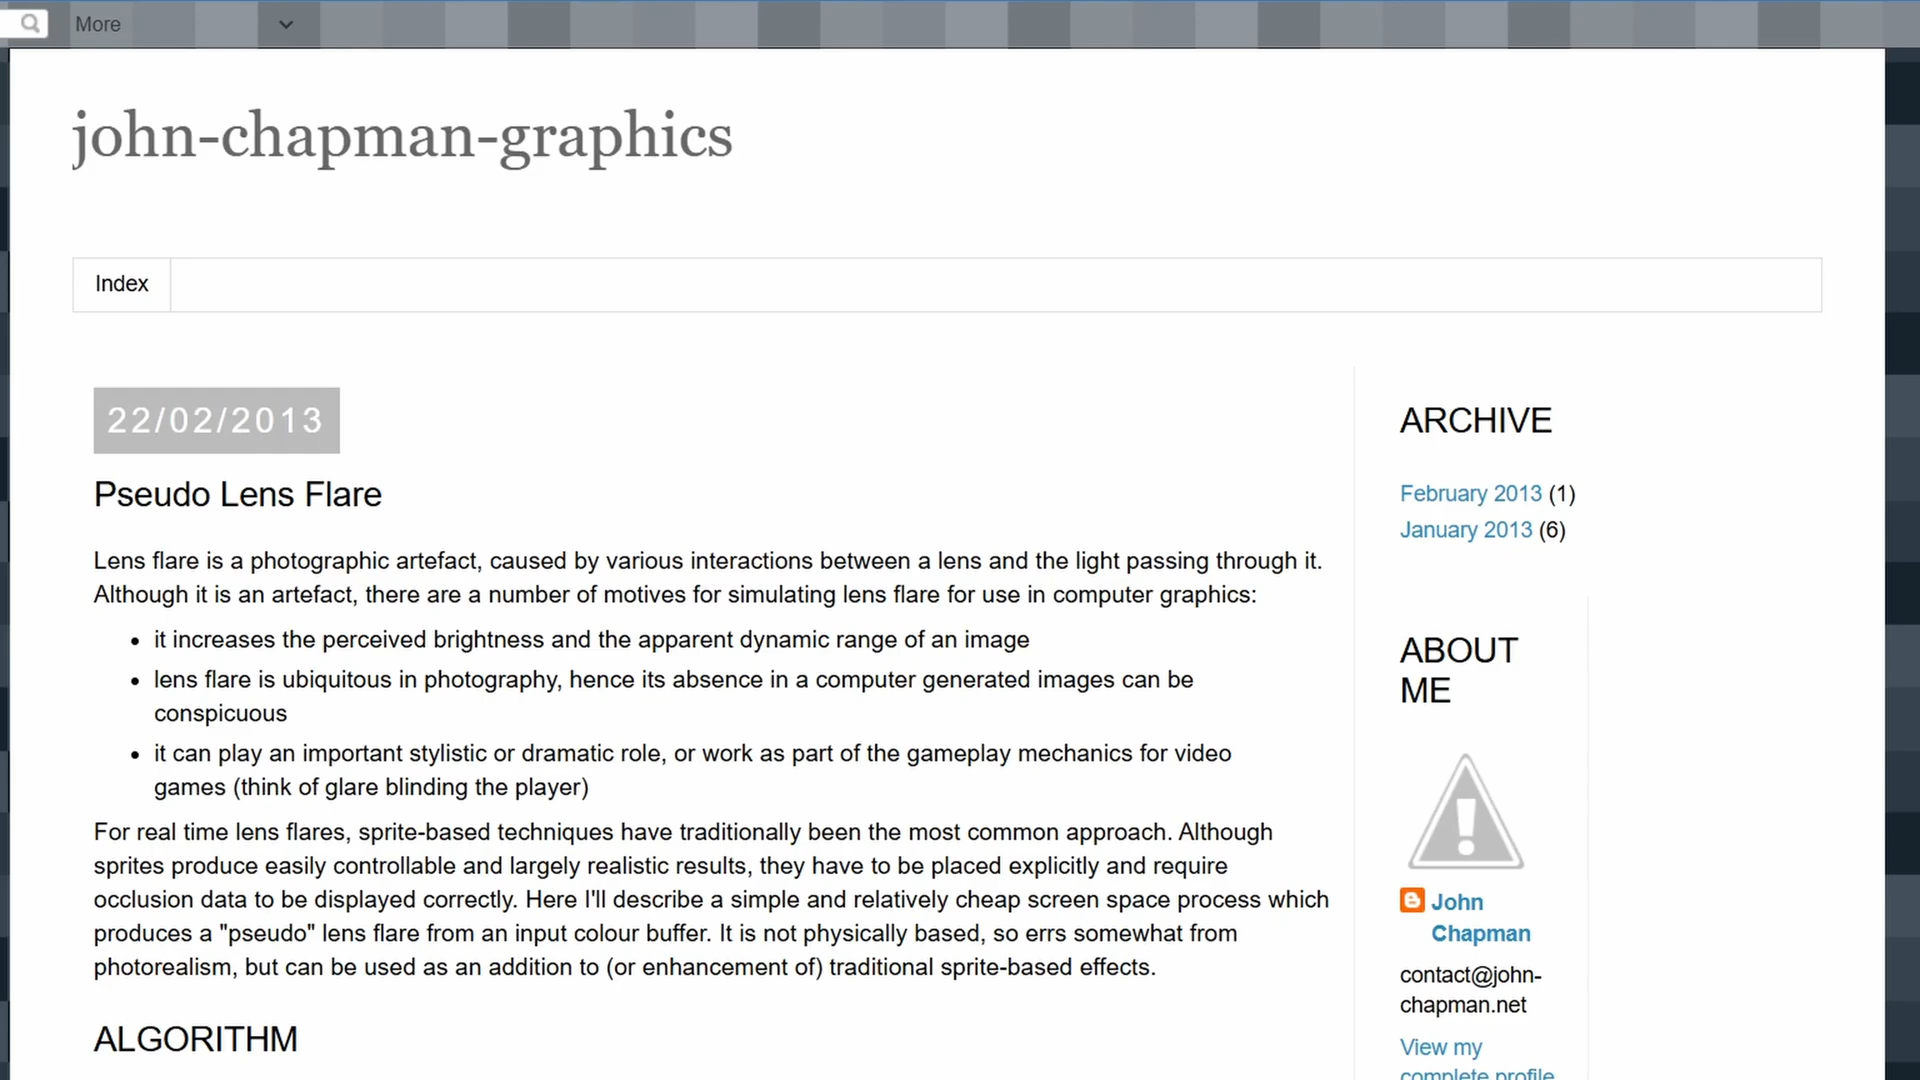 More
john-chapman-graphics
Index
22/02/2013
Pseudo Lens Flare
Lens flare is a photographic artefact, caused by various interactions between a lens and the light passing through it.
Although it is an artefact, there are a number of motives for simulating lens flare for use in computer graphics:
• it increases the perceived brightness and the apparent dynamic range of an image
• lens flare is ubiquitous in photography, hence its absence in a computer generated images can be
conspicuous
• it can play an important stylistic or dramatic role, or work as part of the gameplay mechanics for video
games (think of glare blinding the player)
For real time lens flares, sprite-based techniques have traditionally been the most common approach. Although
sprites produce easily controllable and largely realistic results, they have to be placed explicitly and require
occlusion data to be displayed correctly. Here I'll describe a simple and relatively cheap screen space process which
produces a "pseudo" lens flare from an input colour buffer. It is not physically based, so errs somewhat from
photorealism, but can be used as an addition to (or enhancement of) traditional sprite-based effects.
ALGORITHM
ARCHIVE
February 2013 (1)
January 2013 (6)
ABOUT
ME
John
Chapman
contact@john-
chapman.net
View my
complete profile